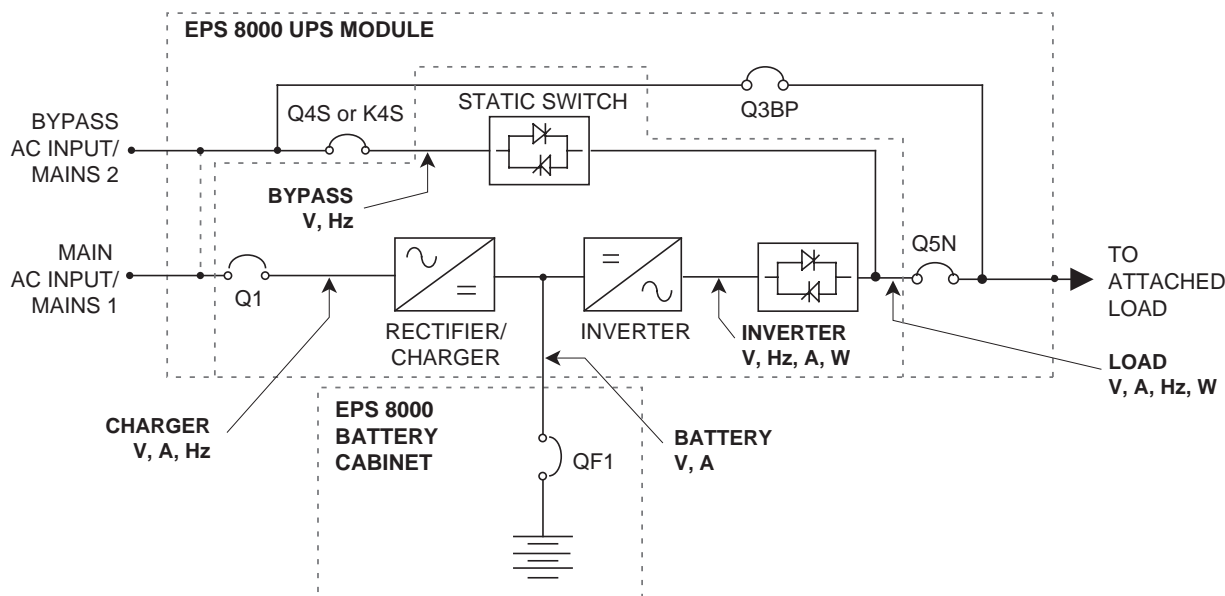 EPS 8000 UPS MODULE
BYPASS
AC INPUT/
MAINS 2
Q4S or K4S
STATIC SWITCH
Q3BP
BYPASS
V, Hz
MAIN
AC INPUT/
MAINS 1
Q1
RECTIFIER/
CHARGER
INVERTER
INVERTER
V, Hz, A, W
Q5N
TO
ATTACHED
LOAD
LOAD
V, A, Hz, W
CHARGER
V, A, Hz
EPS 8000
BATTERY
CABINET
QF1
BATTERY
V, A